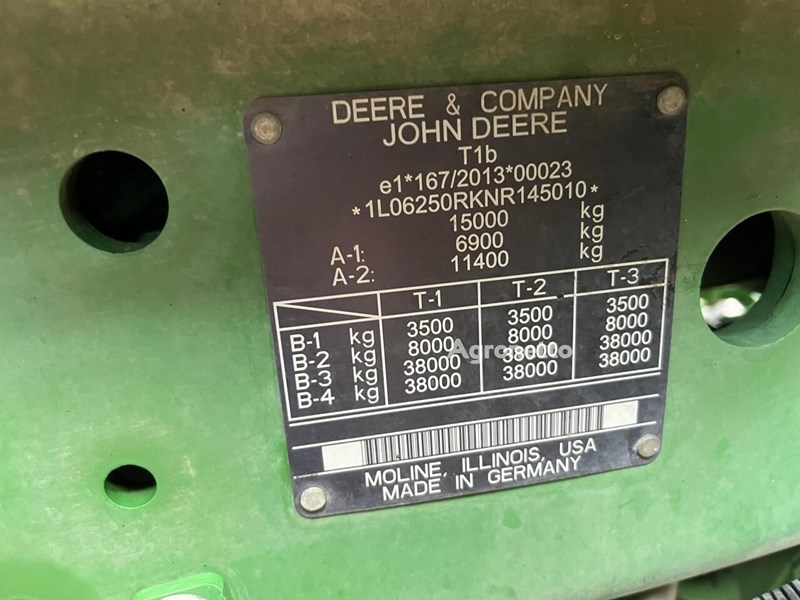 DEERE & COMPANY
JOHN DEERE
T1b
e1*167/2013*00023
*1L06250RKNR145010*
15000 kg
A-1: 6900 kg
A-2: 11400 kg
T-1 T-2 T-3
B-1 kg 3500 3500 3500
B-2 kg 8000 8000 8000
B-3 kg 38000 38000 38000
B-4 kg 38000 38000 38000
Agronetto
MOLINE, ILLINOIS, USA
MADE IN GERMANY